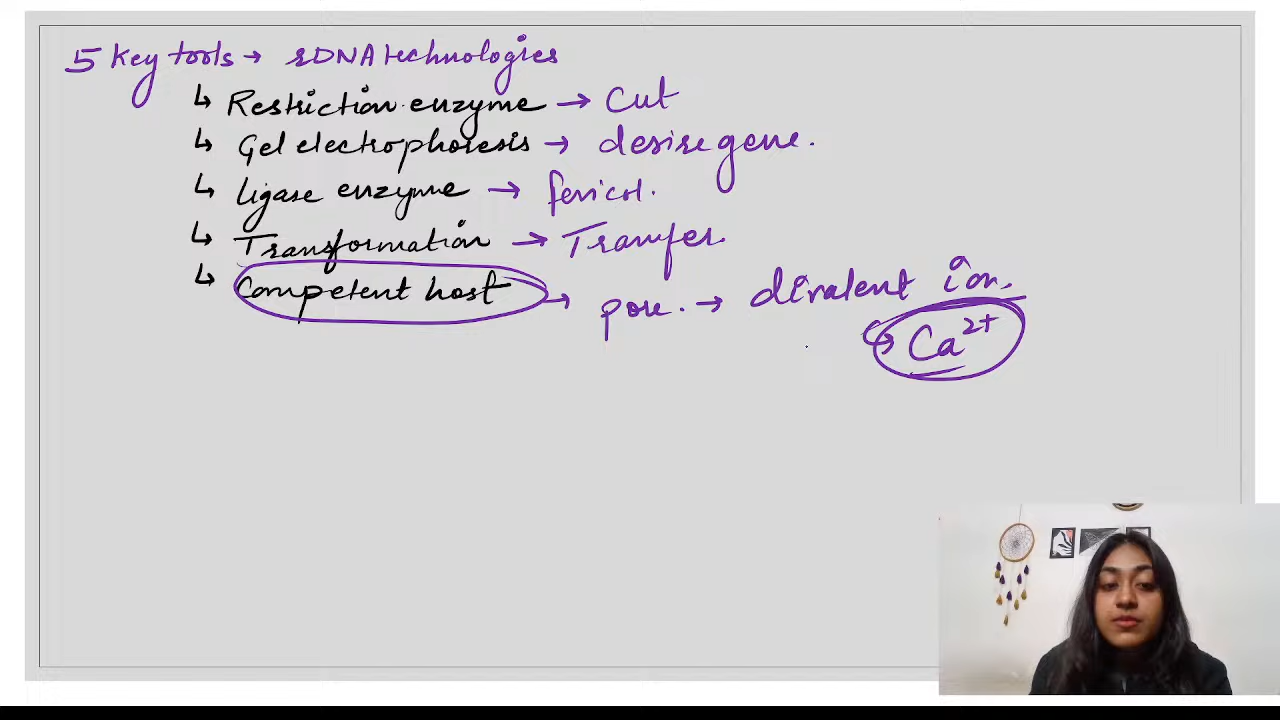 5 Key tools → rDNA technologies
↳ Restriction enzyme → Cut
↳ Gel electrophoresis → desire gene.
↳ Ligase enzyme → fevicol.
↳ Transformation → Transfer.
↳ Competent host → pore. → divalent ion.
↳ Ca²⁺